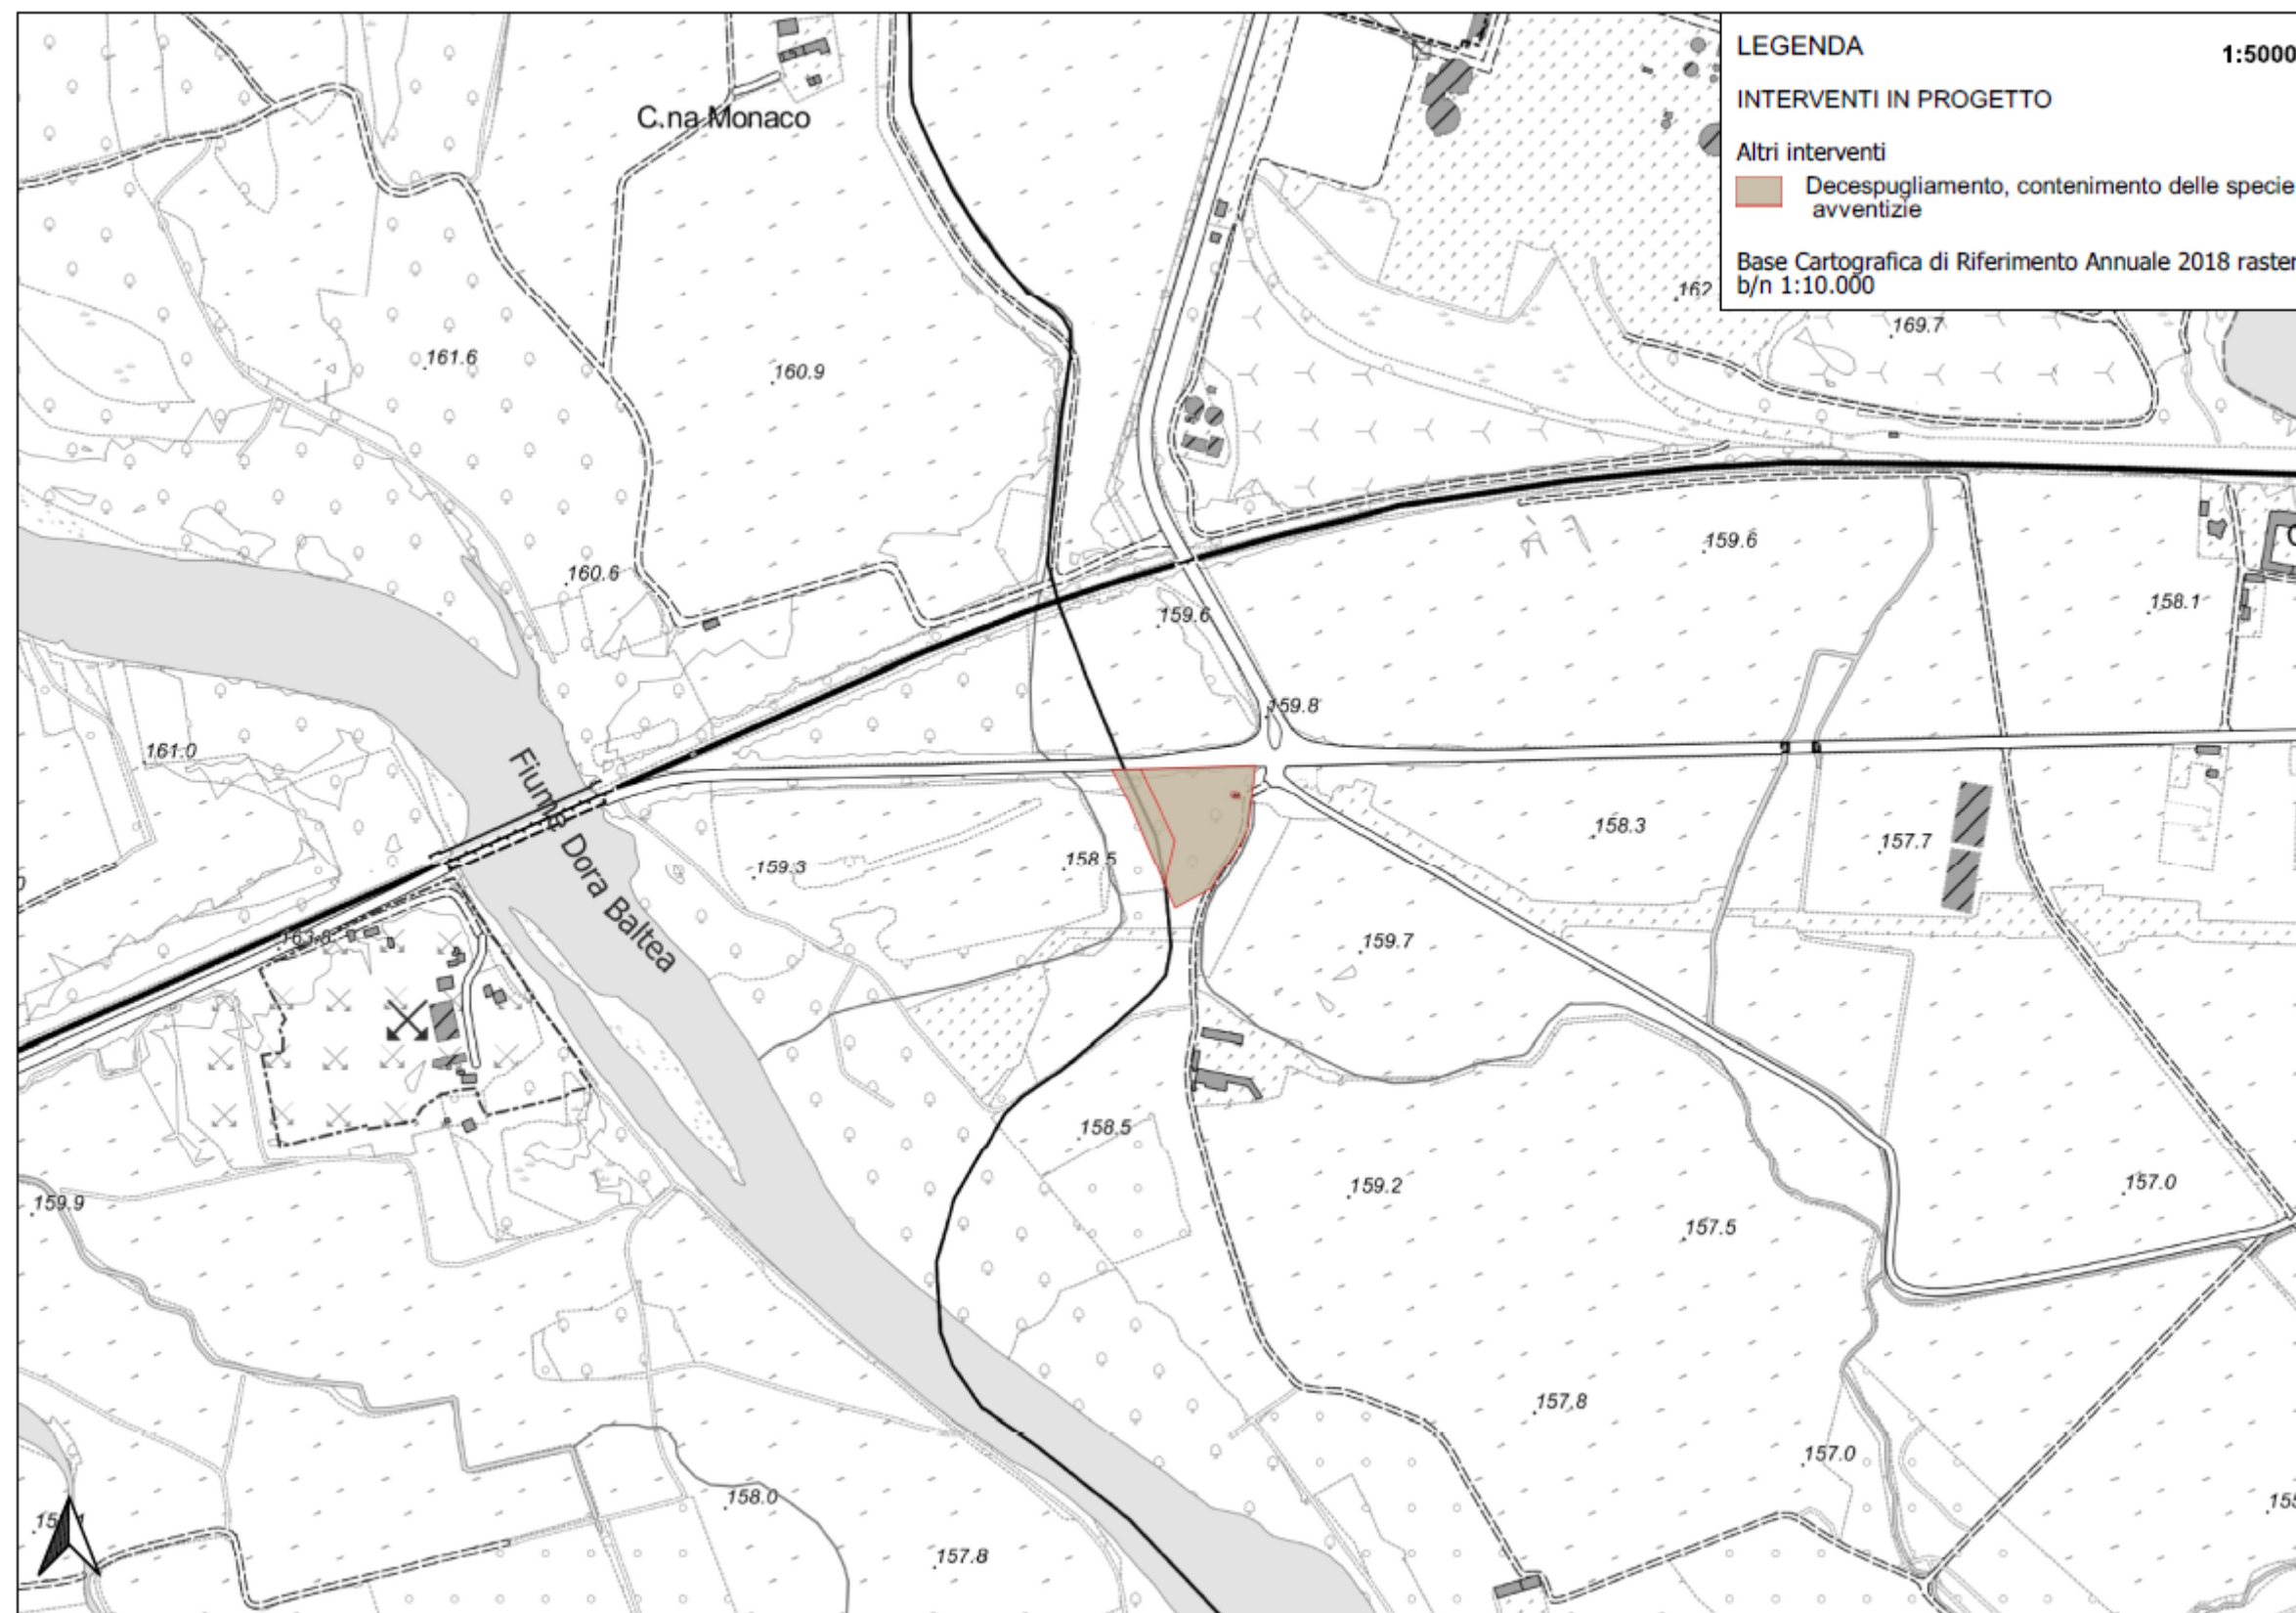 LEGENDA
1:5000
INTERVENTI IN PROGETTO
Altri interventi
Decespugliamento, contenimento delle specie
avventizie
Base Cartografica di Riferimento Annuale 2018 raster
b/n 1:10.000
C.na Monaco
162
169.7
161.6
160.9
159.6
160.6
158.1
159.6
159.8
161.0
Fiume Dora Baltea
158.3
157.7
159.3
158.5
163.8
159.7
158.5
159.2
157.0
159.9
157.5
157.8
157.0
158.0
157.8